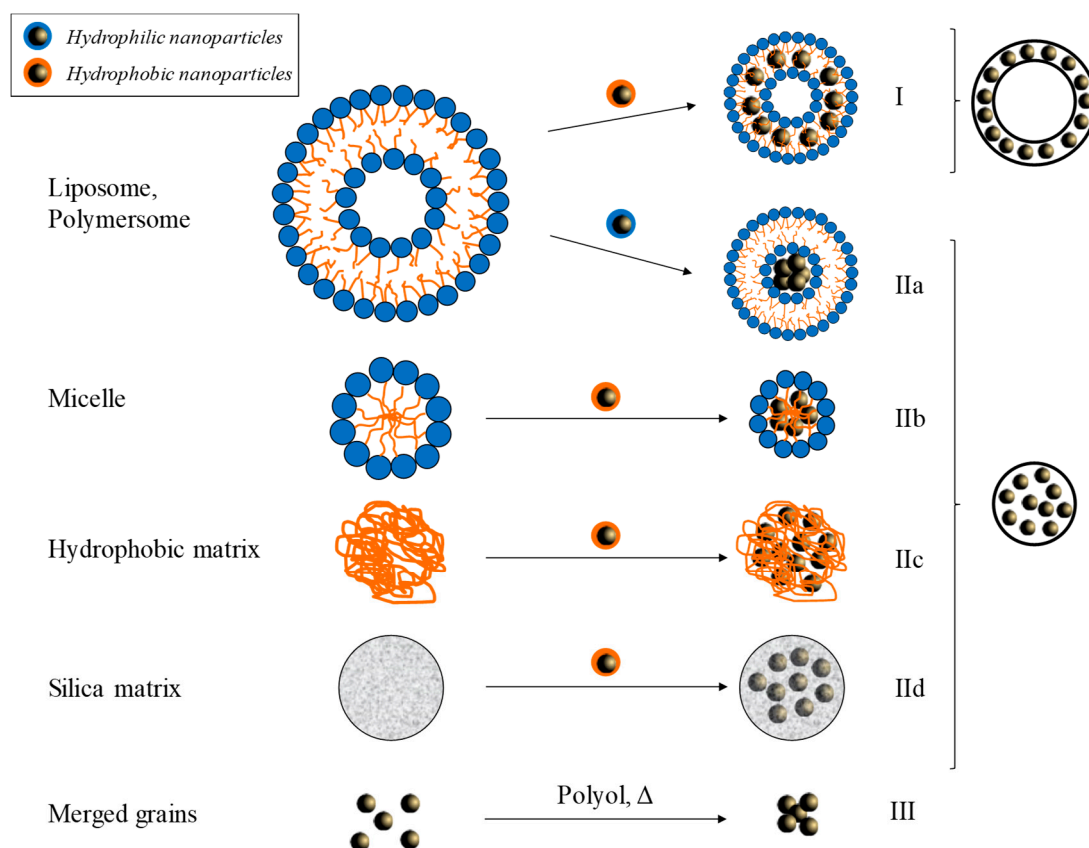 Hydrophilic nanoparticles
Hydrophobic nanoparticles
I
Liposome,
Polymersome
IIa
Micelle
IIb
Hydrophobic matrix
IIc
Silica matrix
IId
Polyol, Δ
Merged grains
III